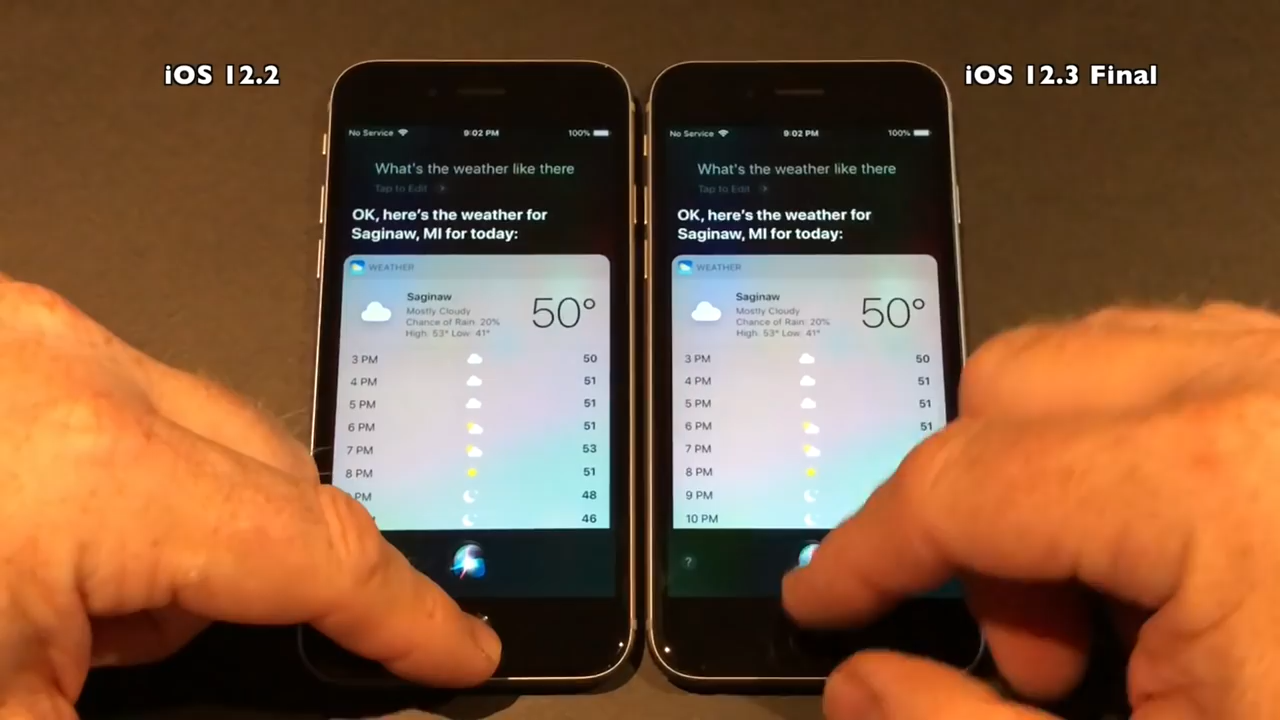 iOS 12.2
iOS 12.3 Final
No Service 9:02 PM 100%
What's the weather like there
Tap to Edit
OK, here's the weather for
Saginaw, MI for today:
WEATHER
Saginaw
Mostly Cloudy
Chance of Rain: 20%
High: 53° Low: 41°
50°
3 PM 50
4 PM 51
5 PM 51
6 PM 51
7 PM 53
8 PM 51
PM 48
46
No Service 9:02 PM 100%
What's the weather like there
Tap to Edit
OK, here's the weather for
Saginaw, MI for today:
WEATHER
Saginaw
Mostly Cloudy
Chance of Rain: 20%
High: 53° Low: 41°
50°
3 PM 50
4 PM 51
5 PM 51
6 PM 51
7 PM
8 PM
9 PM
10 PM
?